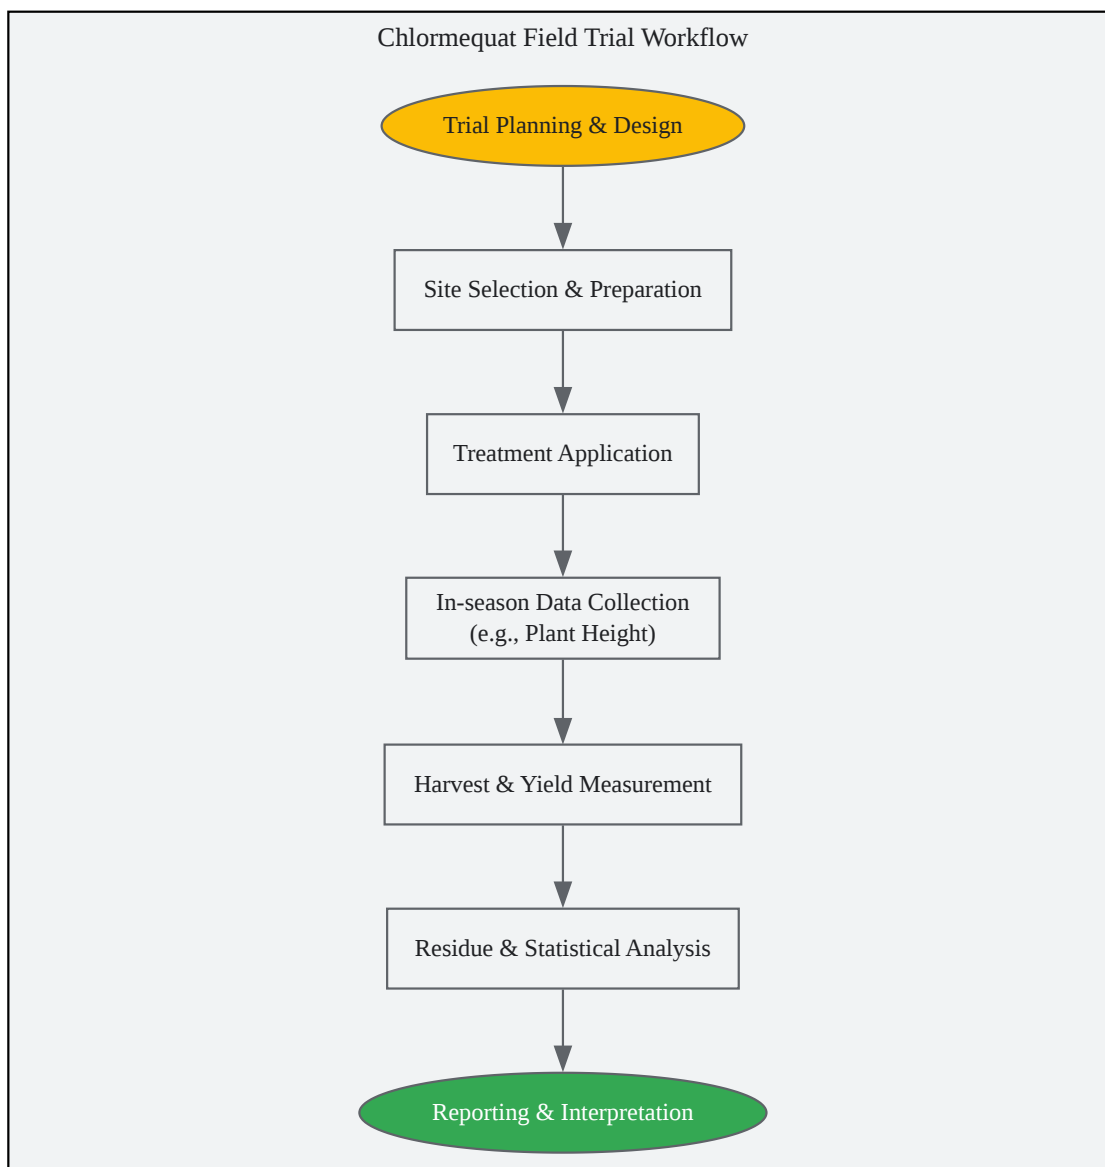 Chlormequat Field Trial Workflow
Trial Planning & Design
Site Selection & Preparation
Treatment Application
In-season Data Collection
(e.g., Plant Height)
Harvest & Yield Measurement
Residue & Statistical Analysis
Reporting & Interpretation